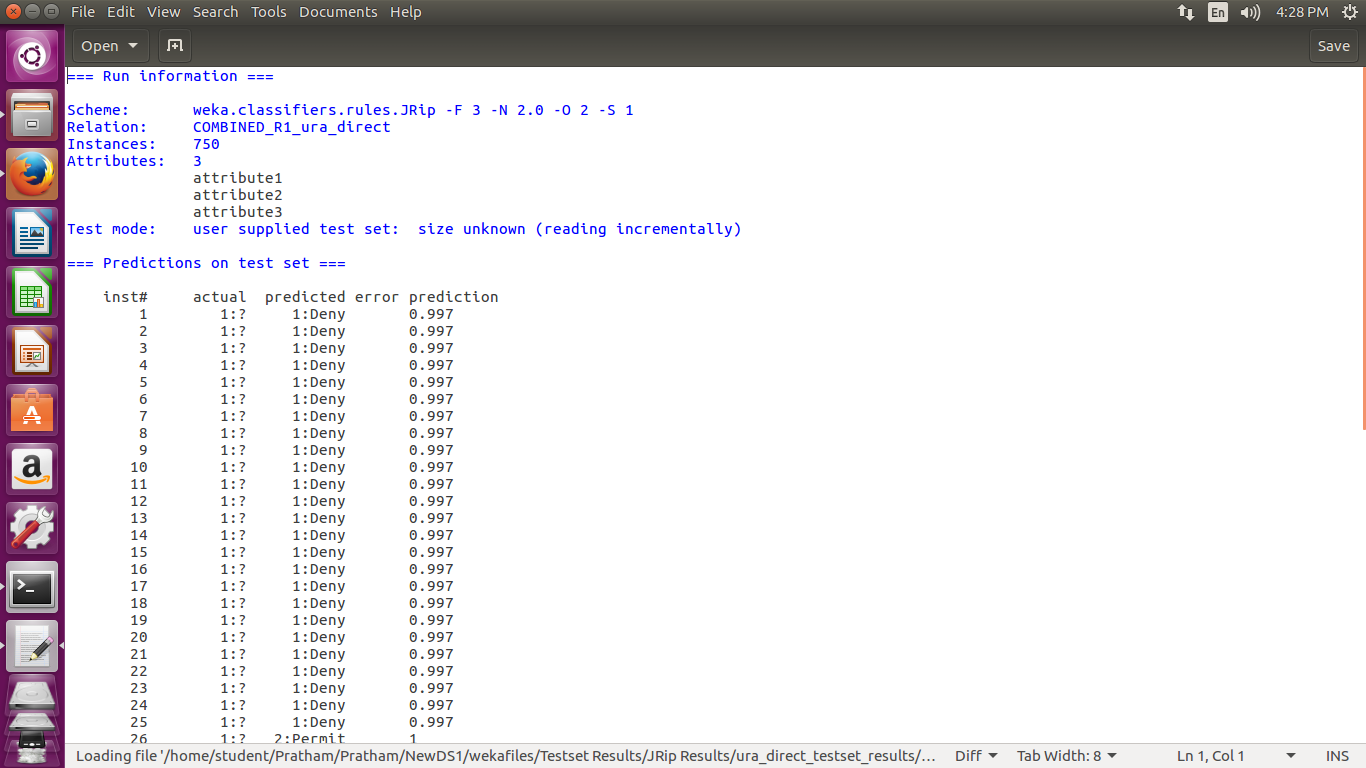 File Edit View Search Tools Documents Help En 4:28 PM
Open Save
=== Run information ===
Scheme: weka.classifiers.rules.JRip -F 3 -N 2.0 -O 2 -S 1
Relation: COMBINED_R1_ura_direct
Instances: 750
Attributes: 3
attribute1
attribute2
attribute3
Test mode: user supplied test set: size unknown (reading incrementally)
=== Predictions on test set ===
inst# actual predicted error prediction
1 1:? 1:Deny 0.997
2 1:? 1:Deny 0.997
3 1:? 1:Deny 0.997
4 1:? 1:Deny 0.997
5 1:? 1:Deny 0.997
6 1:? 1:Deny 0.997
7 1:? 1:Deny 0.997
8 1:? 1:Deny 0.997
9 1:? 1:Deny 0.997
10 1:? 1:Deny 0.997
11 1:? 1:Deny 0.997
12 1:? 1:Deny 0.997
13 1:? 1:Deny 0.997
14 1:? 1:Deny 0.997
15 1:? 1:Deny 0.997
16 1:? 1:Deny 0.997
17 1:? 1:Deny 0.997
18 1:? 1:Deny 0.997
19 1:? 1:Deny 0.997
20 1:? 1:Deny 0.997
21 1:? 1:Deny 0.997
22 1:? 1:Deny 0.997
23 1:? 1:Deny 0.997
24 1:? 1:Deny 0.997
25 1:? 1:Deny 0.997
26 1:? 2:Permit 1
Loading file '/home/student/Pratham/Pratham/NewDS1/wekafiles/Testset Results/JRip Results/ura_direct_testset_results/… Diff Tab Width: 8 Ln 1, Col 1 INS